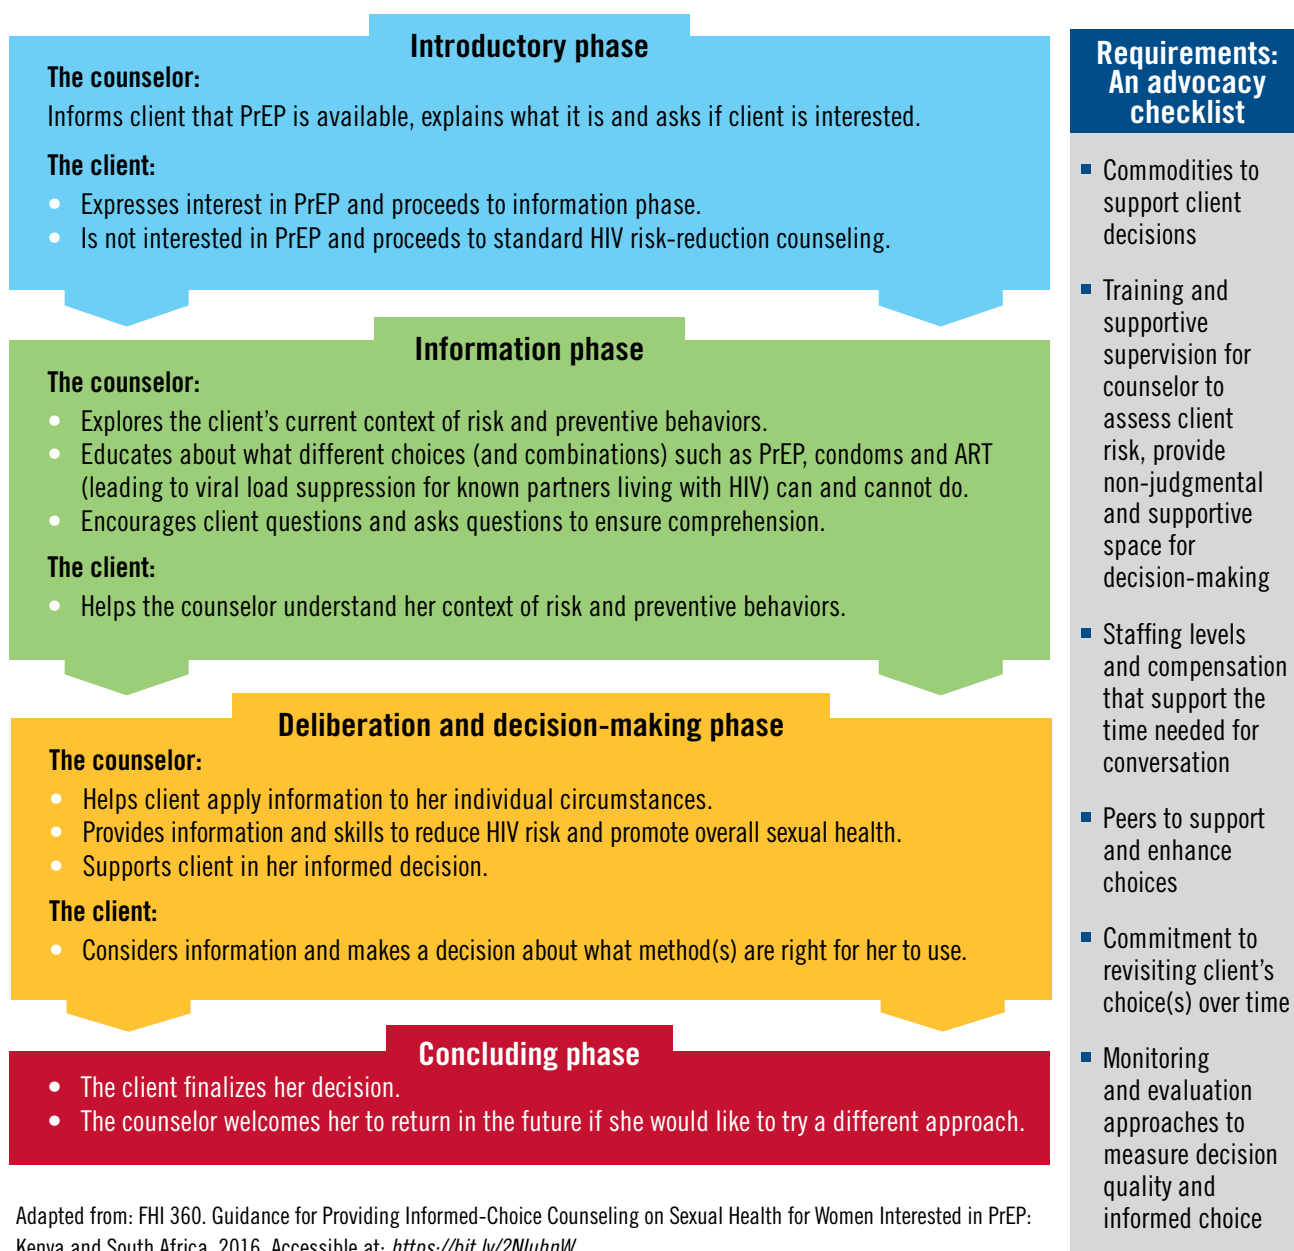 Introductory phase
The counselor:
Informs client that PrEP is available, explains what it is and asks if client is interested.
The client:
• Expresses interest in PrEP and proceeds to information phase.
• Is not interested in PrEP and proceeds to standard HIV risk-reduction counseling.
Information phase
The counselor:
• Explores the client’s current context of risk and preventive behaviors.
• Educates about what different choices (and combinations) such as PrEP, condoms and ART
(leading to viral load suppression for known partners living with HIV) can and cannot do.
• Encourages client questions and asks questions to ensure comprehension.
The client:
• Helps the counselor understand her context of risk and preventive behaviors.
Deliberation and decision-making phase
The counselor:
• Helps client apply information to her individual circumstances.
• Provides information and skills to reduce HIV risk and promote overall sexual health.
• Supports client in her informed decision.
The client:
• Considers information and makes a decision about what method(s) are right for her to use.
Concluding phase
• The client finalizes her decision.
• The counselor welcomes her to return in the future if she would like to try a different approach.
Adapted from: FHI 360. Guidance for Providing Informed-Choice Counseling on Sexual Health for Women Interested in PrEP:
Kenya and South Africa. 2016. Accessible at: https://bit.ly/2NIuhpW
Requirements:
An advocacy
checklist
▪ Commodities to
support client
decisions
▪ Training and
supportive
supervision for
counselor to
assess client
risk, provide
non-judgmental
and supportive
space for
decision-making
▪ Staffing levels
and compensation
that support the
time needed for
conversation
▪ Peers to support
and enhance
choices
▪ Commitment to
revisiting client’s
choice(s) over time
▪ Monitoring
and evaluation
approaches to
measure decision
quality and
informed choice